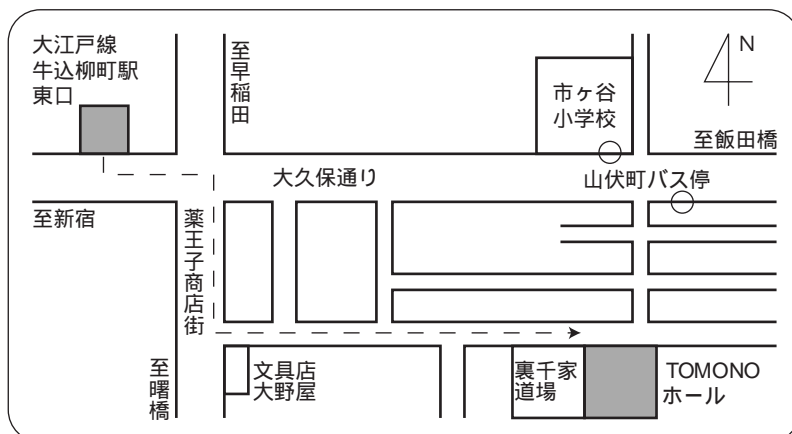 大江戸線
牛込柳町駅
東口
至早稲田
市ヶ谷
小学校
N
至飯田橋
大久保通り
山伏町バス停
至新宿
薬王子商店街
至曙橋
文具店
大野屋
裏千家
道場
TOMONO
ホール